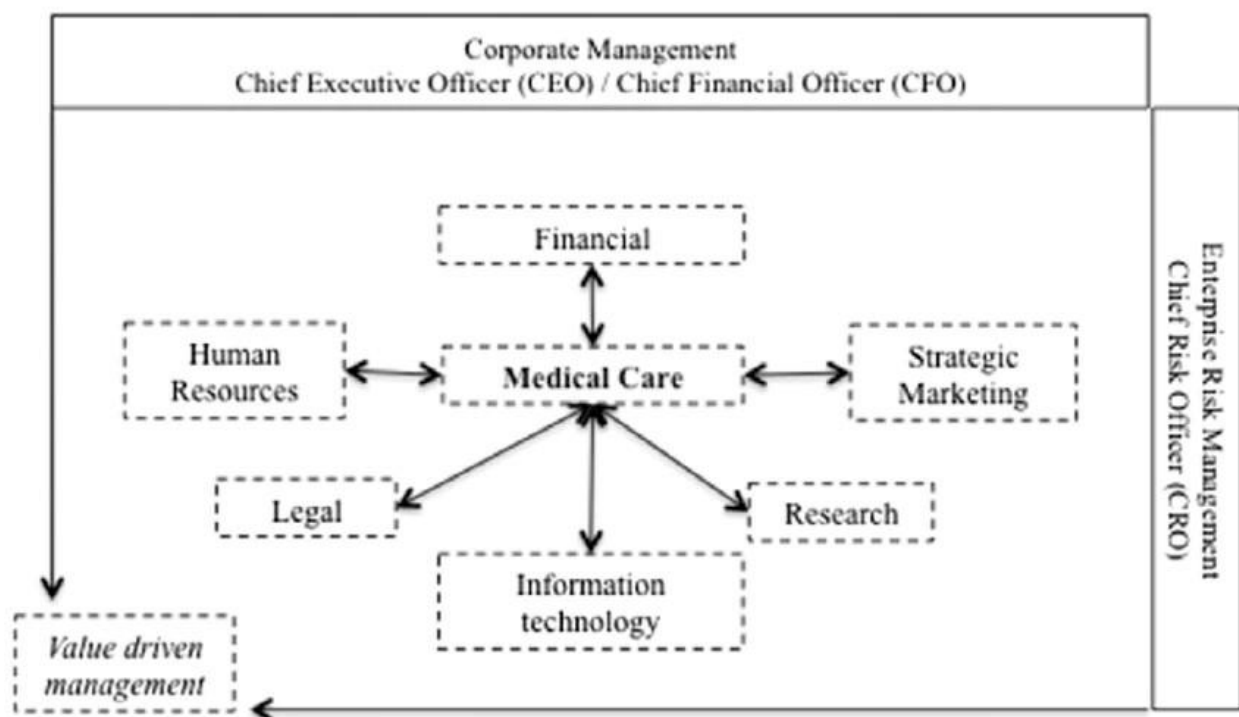 Corporate Management
Chief Executive Officer (CEO) / Chief Financial Officer (CFO)
Financial
Human
Resources
Medical Care
Strategic
Marketing
Enterprise Risk Management
Chief Risk Officer (CRO)
Legal
Research
Information
technology
Value driven
management